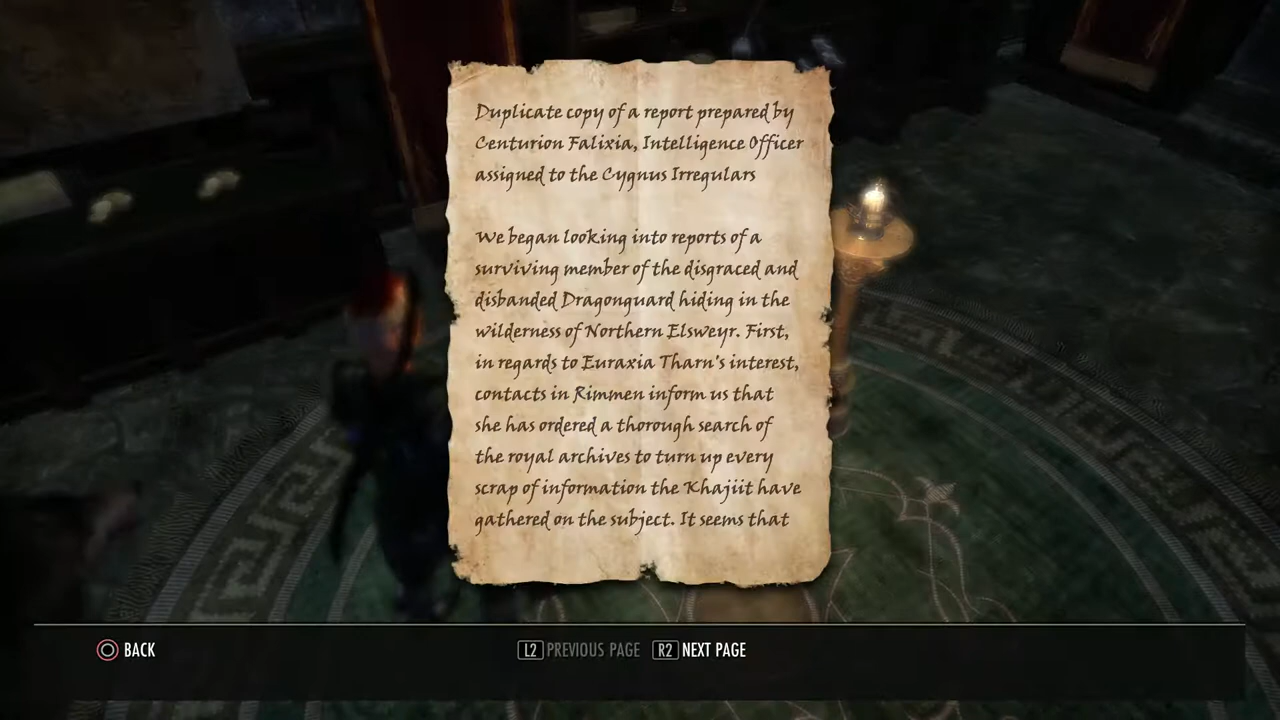 Duplicate copy of a report prepared by
Centurion Falixia, Intelligence Officer
assigned to the Cygnus Irregulars
We began looking into reports of a
surviving member of the disgraced and
disbanded Dragonguard hiding in the
wilderness of Northern Elsweyr. First,
in regards to Euraxia Tharn's interest,
contacts in Rimmen inform us that
she has ordered a thorough search of
the royal archives to turn up every
scrap of information the Khajiit have
gathered on the subject. It seems that
BACK
L2 PREVIOUS PAGE R2 NEXT PAGE